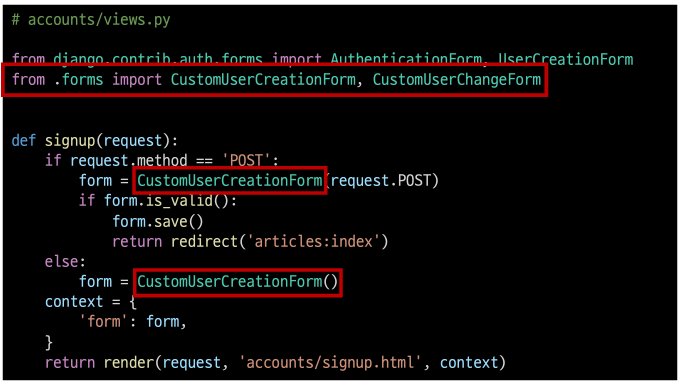 # accounts/views.py
from django.contrib.auth.forms import AuthenticationForm, UserCreationForm
from .forms import CustomUserCreationForm, CustomUserChangeForm
def signup(request):
    if request.method == 'POST':
        form = CustomUserCreationForm(request.POST)
        if form.is_valid():
            form.save()
            return redirect('articles:index')
    else:
        form = CustomUserCreationForm()
    context = {
        'form': form,
    }
    return render(request, 'accounts/signup.html', context)